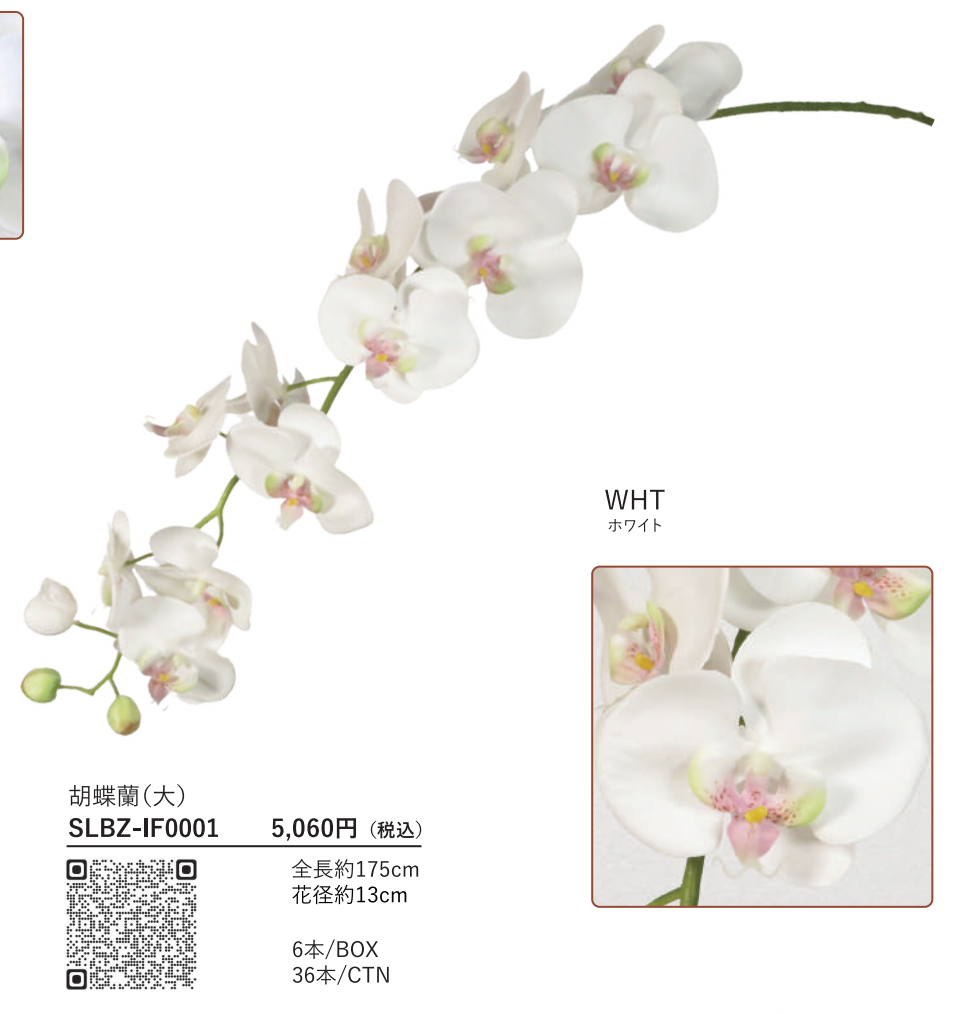 WHT
ホワイト
胡蝶蘭（大）
SLBZ-IF0001 5,060円（税込）
全長約175cm
花径約13cm
6本/BOX
36本/CTN